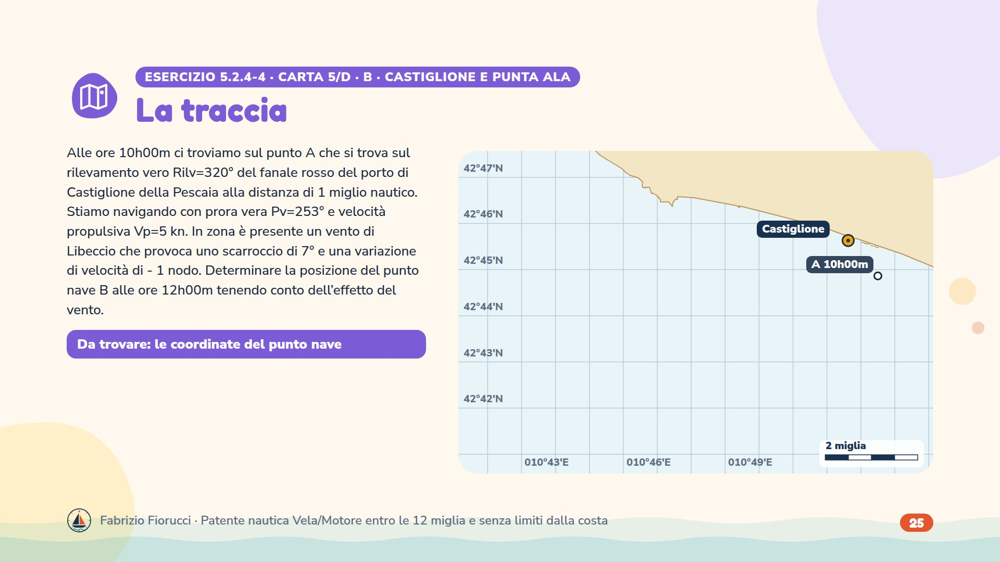 ESERCIZIO 5.2.4-4 · CARTA 5/D · B · CASTIGLIONE E PUNTA ALA
La traccia
Alle ore 10h00m ci troviamo sul punto A che si trova sul
rilevamento vero Rilv=320° del fanale rosso del porto di
Castiglione della Pescaia alla distanza di 1 miglio nautico.
Stiamo navigando con prora vera Pv=253° e velocità
propulsiva Vp=5 kn. In zona è presente un vento di
Libeccio che provoca uno scarroccio di 7° e una variazione
di velocità di - 1 nodo. Determinare la posizione del punto
nave B alle ore 12h00m tenendo conto dell’effetto del
vento.
Da trovare: le coordinate del punto nave
42°47'N
42°46'N
Castiglione
42°45'N
A 10h00m
42°44'N
42°43'N
42°42'N
2 miglia
010°43'E
010°46'E
010°49'E
Fabrizio Fiorucci · Patente nautica Vela/Motore entro le 12 miglia e senza limiti dalla costa
25